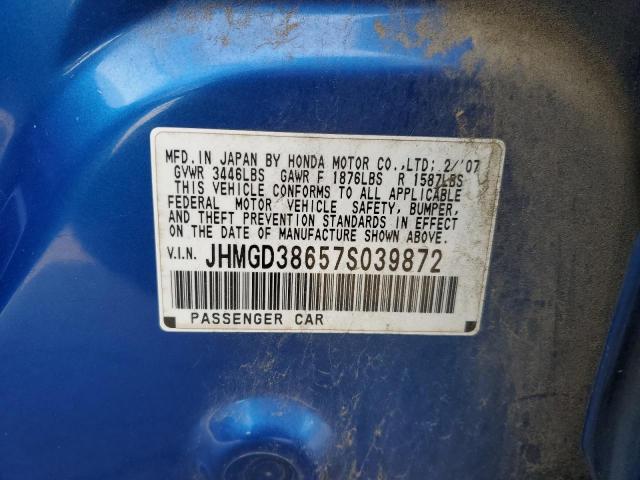 MFD. IN JAPAN BY HONDA MOTOR CO.,LTD; 2/'07
GVWR 3446LBS GAWR F 1876LBS R 1587LBS
THIS VEHICLE CONFORMS TO ALL APPLICABLE
FEDERAL MOTOR VEHICLE SAFETY, BUMPER,
AND THEFT PREVENTION STANDARDS IN EFFECT
ON THE DATE OF MANUFACTURE SHOWN ABOVE.
V.I.N. JHMGD38657S039872
PASSENGER CAR